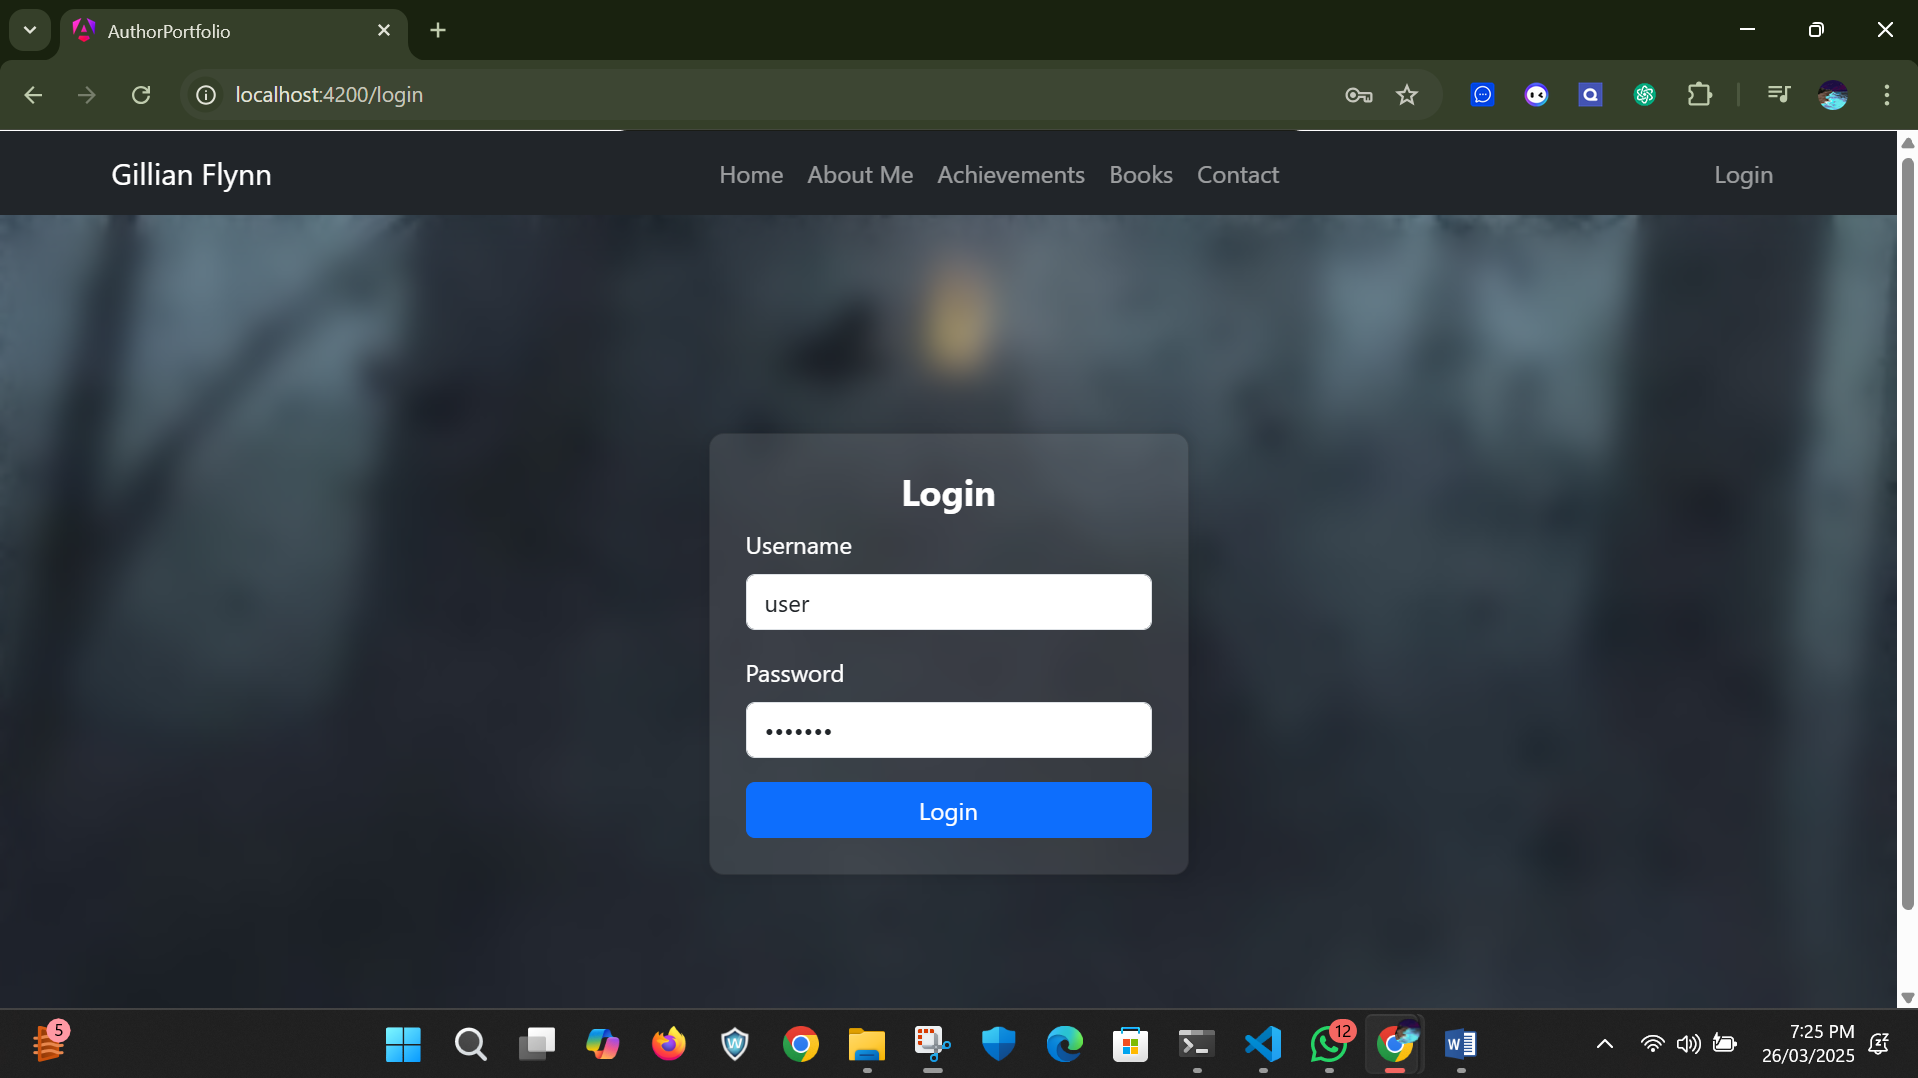 AuthorPortfolio
localhost:4200/login
Gillian Flynn
Home
About Me
Achievements
Books
Contact
Login
Login
Username
user
Password
•••••••
Login
5
12
7:25 PM
26/03/2025